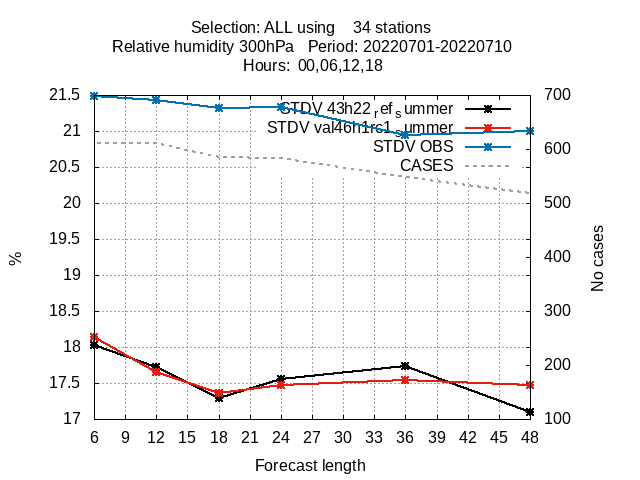 Selection: ALL using 34 stations
Relative humidity 300hPa Period: 20220701-20220710
Hours: 00,06,12,18
STDV 43h22refsummer
STDV val46h1rc1summer
STDV OBS
CASES
%
21.5
21
20.5
20
19.5
19
18.5
18
17.5
17
No cases
700
600
500
400
300
200
100
6 9 12 15 18 21 24 27 30 33 36 39 42 45 48
Forecast length